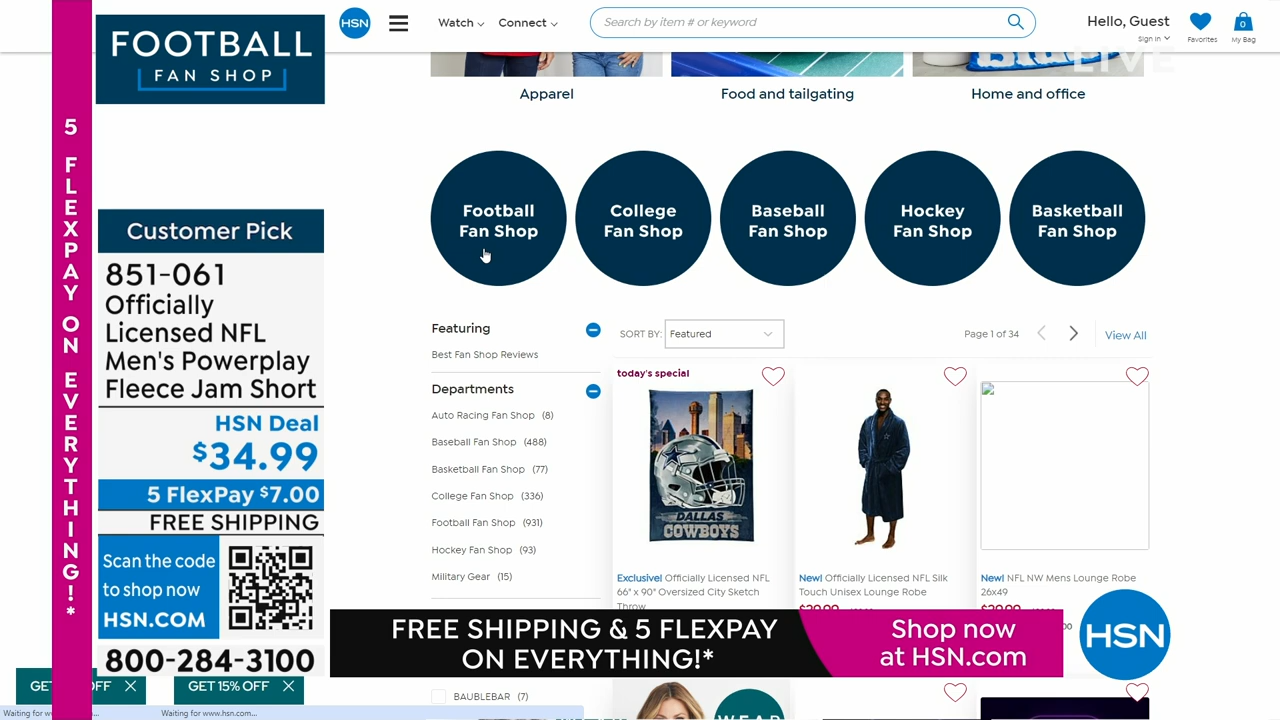 FOOTBALL
FAN SHOP
5 FLEXPAY ON EVERYTHING!*
HSN
Watch
Connect
Search by item # or keyword
Hello, Guest
Sign in
Favorites
0
My Bag
LIVE
Apparel
Food and tailgating
Home and office
Football
Fan Shop
College
Fan Shop
Baseball
Fan Shop
Hockey
Fan Shop
Basketball
Fan Shop
Customer Pick
851-061
Officially
Licensed NFL
Men's Powerplay
Fleece Jam Short
HSN Deal
$34.99
5 FlexPay $7.00
FREE SHIPPING
Scan the code
to shop now
HSN.COM
800-284-3100
Featuring
Best Fan Shop Reviews
Departments
Auto Racing Fan Shop (8)
Baseball Fan Shop (488)
Basketball Fan Shop (77)
College Fan Shop (336)
Football Fan Shop (931)
Hockey Fan Shop (93)
Military Gear (15)
SORT BY: Featured
Page 1 of 34
View All
today's special
DALLAS
COWBOYS
Exclusive! Officially Licensed NFL
66" x 90" Oversized City Sketch
Throw
New! Officially Licensed NFL Silk
Touch Unisex Lounge Robe
New! NFL NW Mens Lounge Robe
26x49
FREE SHIPPING & 5 FLEXPAY
ON EVERYTHING!*
Shop now
at HSN.com
HSN
GET
OFF
GET 15% OFF
BAUBLEBAR (7)
WEAR
Waiting for www.hsn.com...